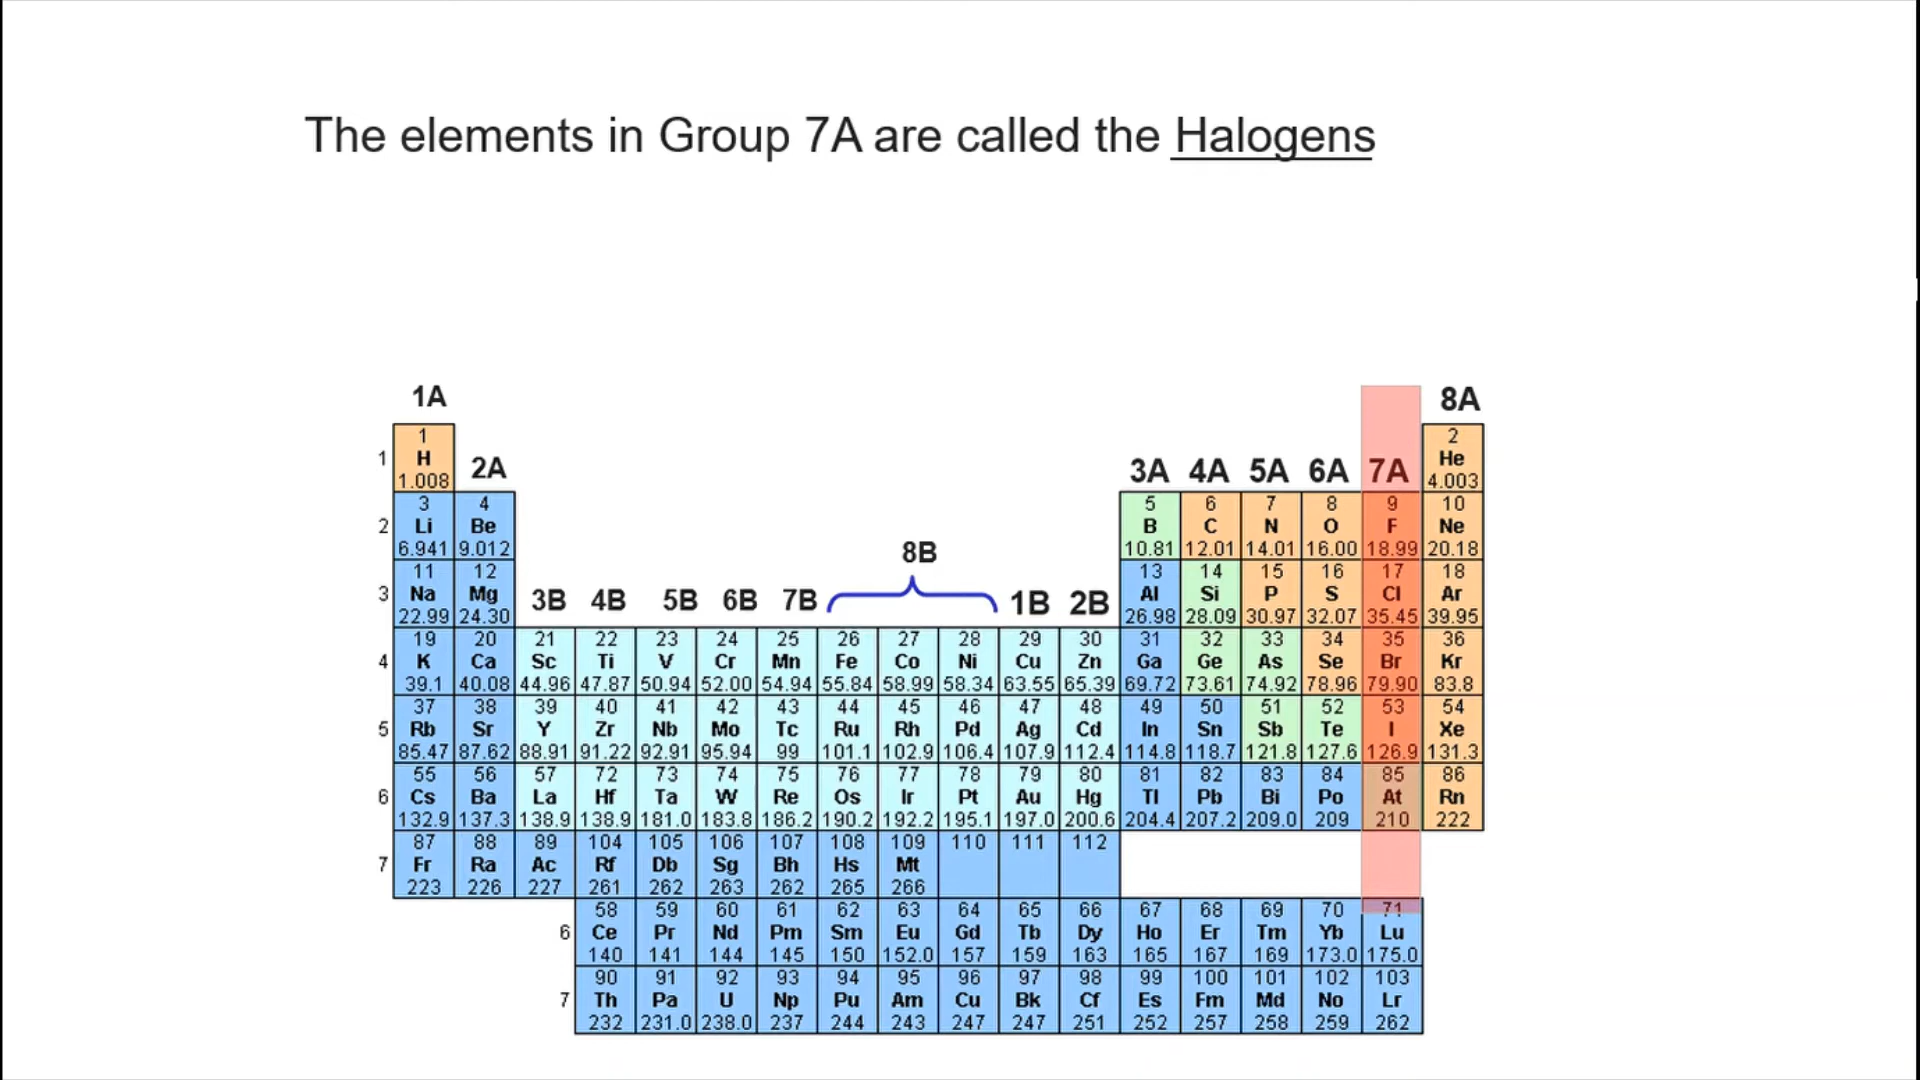 The elements in Group 7A are called the Halogens
1A 8A
1 2
1 H He
2A 3A 4A 5A 6A 7A
1.008 4.003
3 4 5 6 7 8 9 10
2 Li Be B C N O F Ne
6.941 9.012 8B 10.81 12.01 14.01 16.00 18.99 20.18
11 12 13 14 15 16 17 18
3 Na Mg 3B 4B 5B 6B 7B 1B 2B Al Si P S Cl Ar
22.99 24.30 26.98 28.09 30.97 32.07 35.45 39.95
19 20 21 22 23 24 25 26 27 28 29 30 31 32 33 34 35 36
4 K Ca Sc Ti V Cr Mn Fe Co Ni Cu Zn Ga Ge As Se Br Kr
39.1 40.08 44.96 47.87 50.94 52.00 54.94 55.84 58.99 58.34 63.55 65.39 69.72 73.61 74.92 78.96 79.90 83.8
37 38 39 40 41 42 43 44 45 46 47 48 49 50 51 52 53 54
5 Rb Sr Y Zr Nb Mo Tc Ru Rh Pd Ag Cd In Sn Sb Te I Xe
85.47 87.62 88.91 91.22 92.91 95.94 99 101.1 102.9 106.4 107.9 112.4 114.8 118.7 121.8 127.6 126.9 131.3
55 56 57 72 73 74 75 76 77 78 79 80 81 82 83 84 85 86
6 Cs Ba La Hf Ta W Re Os Ir Pt Au Hg Tl Pb Bi Po At Rn
132.9 137.3 138.9 138.9 181.0 183.8 186.2 190.2 192.2 195.1 197.0 200.6 204.4 207.2 209.0 209 210 222
87 88 89 104 105 106 107 108 109 110 111 112
7 Fr Ra Ac Rf Db Sg Bh Hs Mt
223 226 227 261 262 263 262 265 266
58 59 60 61 62 63 64 65 66 67 68 69 70 71
6 Ce Pr Nd Pm Sm Eu Gd Tb Dy Ho Er Tm Yb Lu
140 141 144 145 150 152.0 157 159 163 165 167 169 173.0 175.0
90 91 92 93 94 95 96 97 98 99 100 101 102 103
7 Th Pa U Np Pu Am Cu Bk Cf Es Fm Md No Lr
232 231.0 238.0 237 244 243 247 247 251 252 257 258 259 262